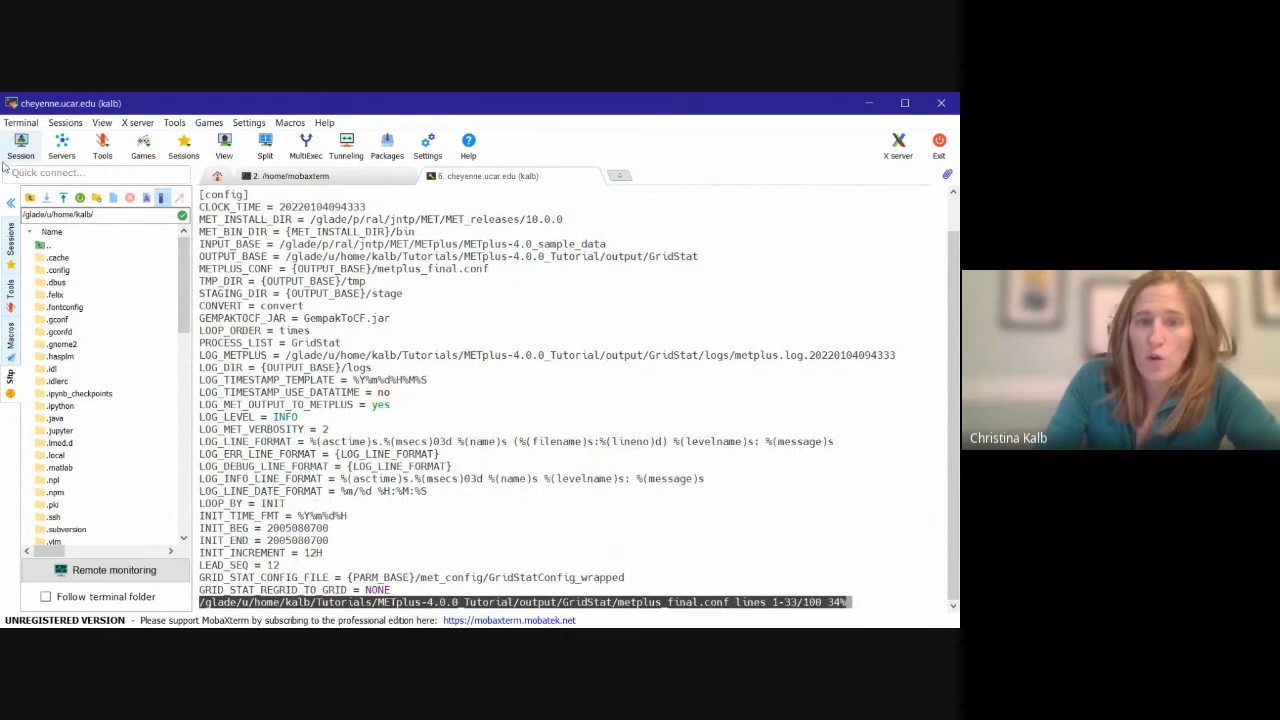 cheyenne.ucar.edu (kalb)
Terminal Sessions View X server Tools Games Settings Macros Help
Session Servers Tools Games Sessions View Split MultiExec Tunneling Packages Settings Help X server Exit
Quick connect...
2. /home/mobaxterm
6. cheyenne.ucar.edu (kalb)
Sessions
Tools
Macros
Sftp
/glade/u/home/kalb/
Name
..
.cache
.config
.dbus
.felix
.fontconfig
.gconf
.gconfd
.gnome2
.hasplm
.idl
.idlerc
.ipynb_checkpoints
.ipython
.java
.jupyter
.lmod.d
.local
.matlab
.npl
.npm
.pki
.ssh
.subversion
.vim
Remote monitoring
Follow terminal folder
[config]
CLOCK_TIME = 20220104094333
MET_INSTALL_DIR = /glade/p/ral/jntp/MET/MET_releases/10.0.0
MET_BIN_DIR = {MET_INSTALL_DIR}/bin
INPUT_BASE = /glade/p/ral/jntp/MET/METplus/METplus-4.0_sample_data
OUTPUT_BASE = /glade/u/home/kalb/Tutorials/METplus-4.0.0_Tutorial/output/GridStat
METPLUS_CONF = {OUTPUT_BASE}/metplus_final.conf
TMP_DIR = {OUTPUT_BASE}/tmp
STAGING_DIR = {OUTPUT_BASE}/stage
CONVERT = convert
GEMPAKTOCF_JAR = GempakToCF.jar
LOOP_ORDER = times
PROCESS_LIST = GridStat
LOG_METPLUS = /glade/u/home/kalb/Tutorials/METplus-4.0.0_Tutorial/output/GridStat/logs/metplus.log.20220104094333
LOG_DIR = {OUTPUT_BASE}/logs
LOG_TIMESTAMP_TEMPLATE = %Y%m%d%H%M%S
LOG_TIMESTAMP_USE_DATATIME = no
LOG_MET_OUTPUT_TO_METPLUS = yes
LOG_LEVEL = INFO
LOG_MET_VERBOSITY = 2
LOG_LINE_FORMAT = %(asctime)s.%(msecs)03d %(name)s (%(filename)s:%(lineno)d) %(levelname)s: %(message)s
LOG_ERR_LINE_FORMAT = {LOG_LINE_FORMAT}
LOG_DEBUG_LINE_FORMAT = {LOG_LINE_FORMAT}
LOG_INFO_LINE_FORMAT = %(asctime)s.%(msecs)03d %(name)s %(levelname)s: %(message)s
LOG_LINE_DATE_FORMAT = %m/%d %H:%M:%S
LOOP_BY = INIT
INIT_TIME_FMT = %Y%m%d%H
INIT_BEG = 2005080700
INIT_END = 2005080700
INIT_INCREMENT = 12H
LEAD_SEQ = 12
GRID_STAT_CONFIG_FILE = {PARM_BASE}/met_config/GridStatConfig_wrapped
GRID_STAT_REGRID_TO_GRID = NONE
/glade/u/home/kalb/Tutorials/METplus-4.0.0_Tutorial/output/GridStat/metplus_final.conf lines 1-33/100 34%
UNREGISTERED VERSION - Please support MobaXterm by subscribing to the professional edition here: https://mobaxterm.mobatek.net
Christina Kalb